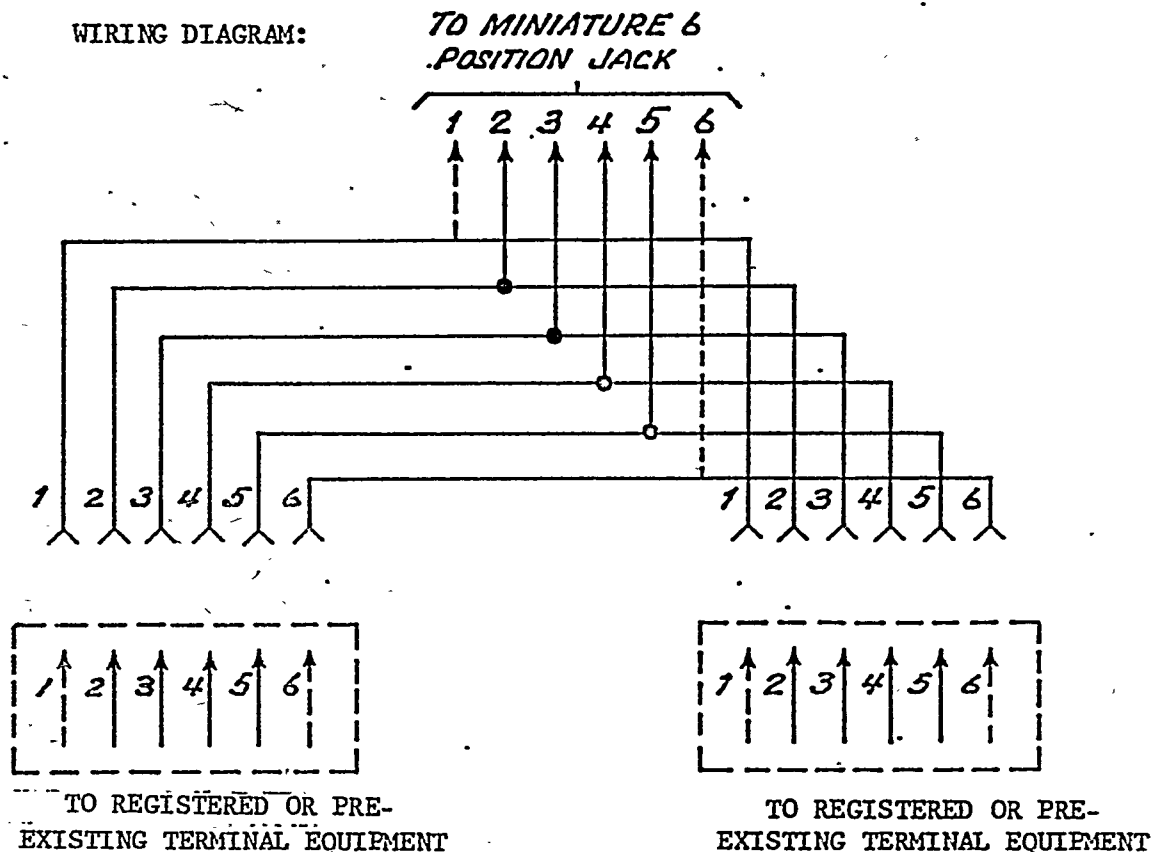 WIRING DIAGRAM:
TO MINIATURE 6
POSITION JACK
1 2 3 4 5 6
1 2 3 4 5 6
1 2 3 4 5 6
1 2 3 4 5 6
1 2 3 4 5 6
TO REGISTERED OR PRE-
EXISTING TERMINAL EQUIPMENT
TO REGISTERED OR PRE-
EXISTING TERMINAL EQUIPMENT